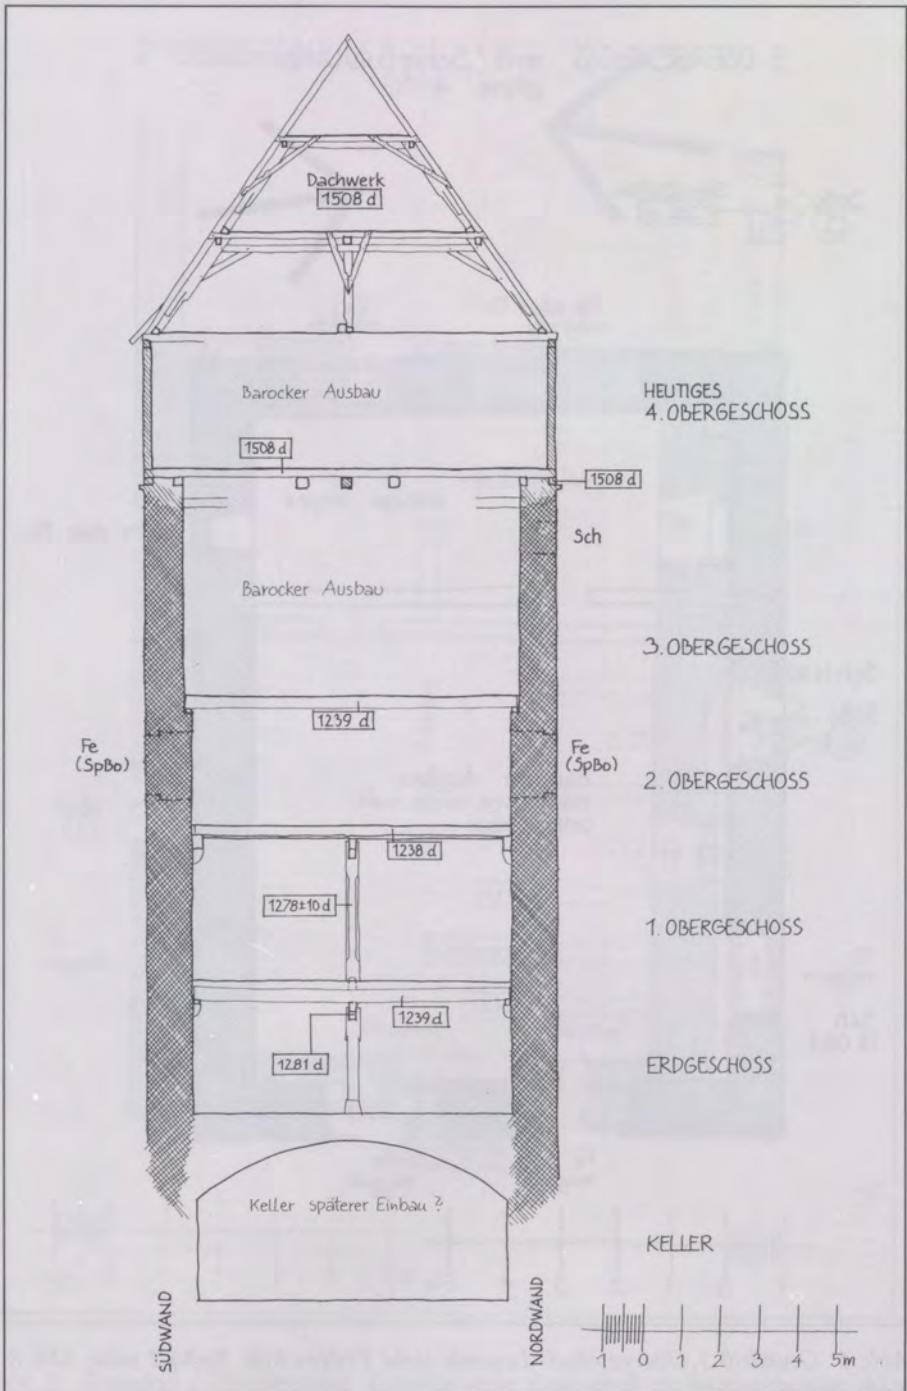 Dachwerk
1508 d
Barocker Ausbau
HEUTIGES
4. OBERGESCHOSS
1508 d
1508 d
Sch
Barocker Ausbau
3. OBERGESCHOSS
1239 d
Fe
(SpBo)
Fe
(SpBo)
2. OBERGESCHOSS
1238 d
1278±10 d
1. OBERGESCHOSS
1239 d
1281 d
ERDGESCHOSS
Keller späterer Einbau ?
KELLER
SÜDWAND
NORDWAND
0 1 2 3 4 5m